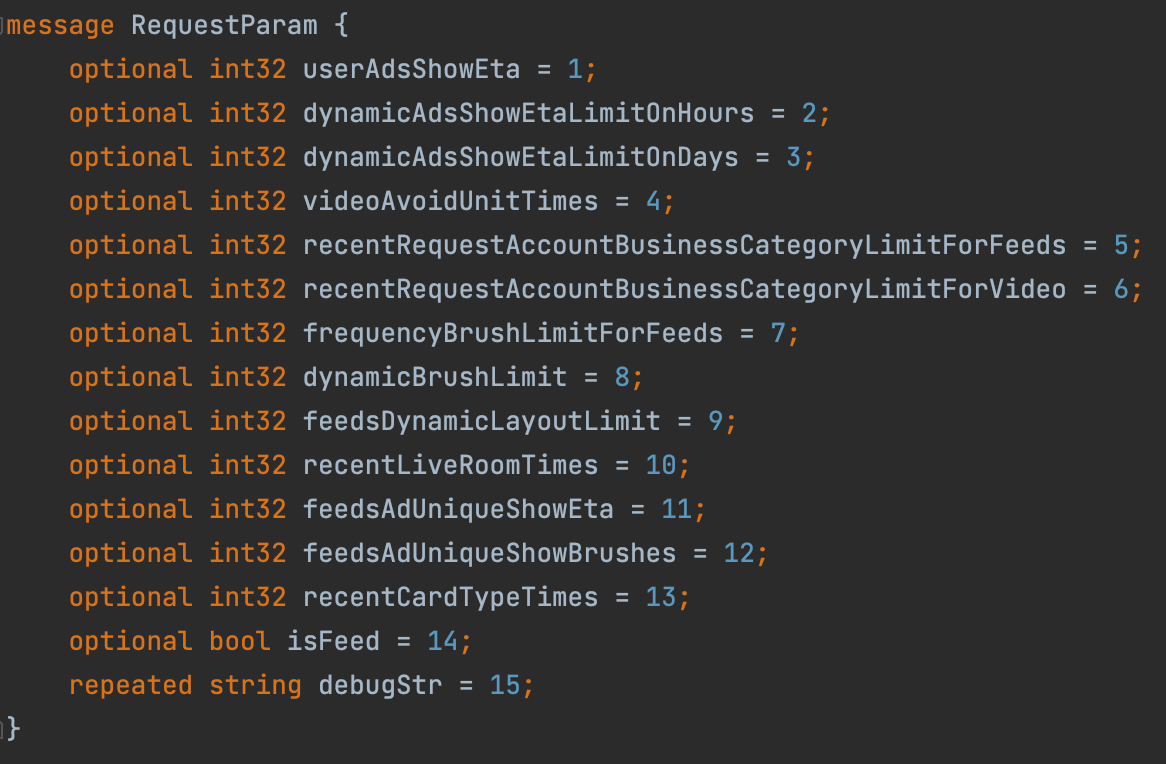 message RequestParam {
    optional int32 userAdsShowEta = 1;
    optional int32 dynamicAdsShowEtaLimitOnHours = 2;
    optional int32 dynamicAdsShowEtaLimitOnDays = 3;
    optional int32 videoAvoidUnitTimes = 4;
    optional int32 recentRequestAccountBusinessCategoryLimitForFeeds = 5;
    optional int32 recentRequestAccountBusinessCategoryLimitForVideo = 6;
    optional int32 frequencyBrushLimitForFeeds = 7;
    optional int32 dynamicBrushLimit = 8;
    optional int32 feedsDynamicLayoutLimit = 9;
    optional int32 recentLiveRoomTimes = 10;
    optional int32 feedsAdUniqueShowEta = 11;
    optional int32 feedsAdUniqueShowBrushes = 12;
    optional int32 recentCardTypeTimes = 13;
    optional bool isFeed = 14;
    repeated string debugStr = 15;
}